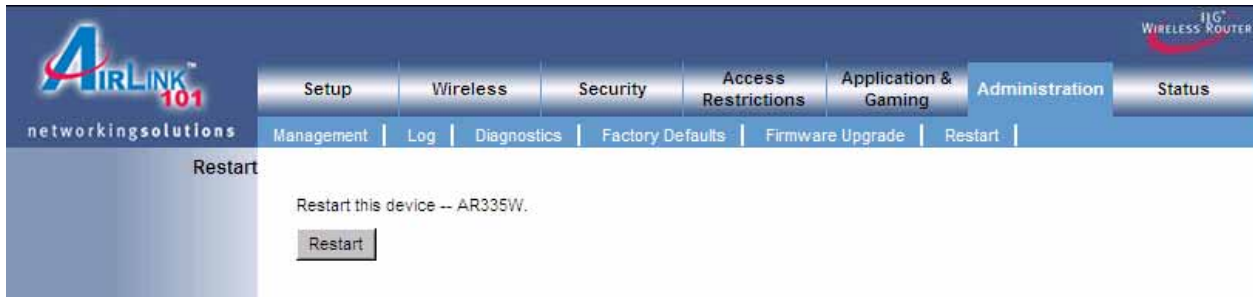 11G
WIRELESS ROUTER
AIRLINK™
101
networkingsolutions
Setup
Wireless
Security
Access
Restrictions
Application &
Gaming
Administration
Status
Management | Log | Diagnostics | Factory Defaults | Firmware Upgrade | Restart |
Restart
Restart this device -- AR335W.
Restart